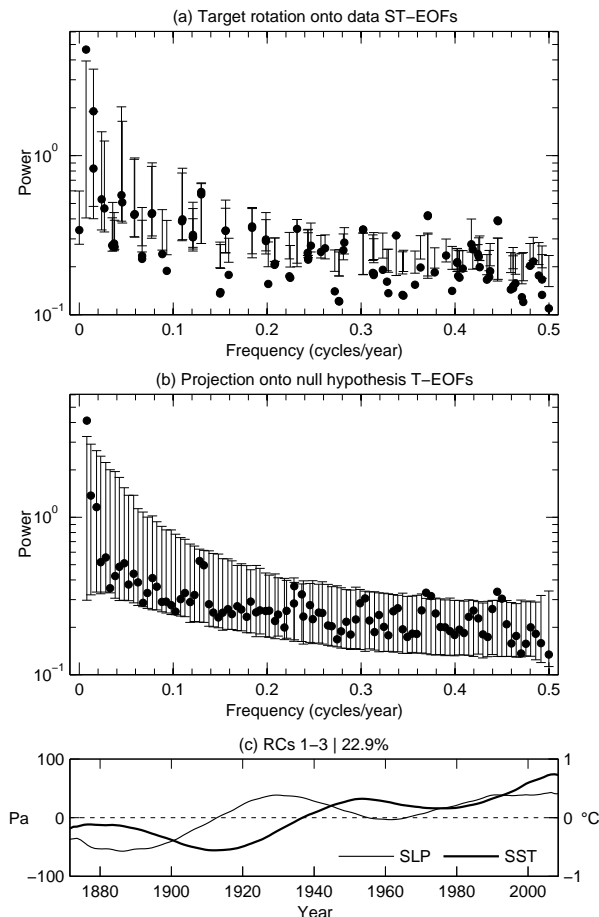 (a) Target rotation onto data ST−EOFs
Power
10^0
10^−1
0 0.1 0.2 0.3 0.4 0.5
Frequency (cycles/year)
(b) Projection onto null hypothesis T−EOFs
Power
10^0
10^−1
0 0.1 0.2 0.3 0.4 0.5
Frequency (cycles/year)
(c) RCs 1−3 | 22.9%
100 1
Pa 0 0 °C
−100 −1
SLP SST
1880 1900 1920 1940 1960 1980 2000
Year